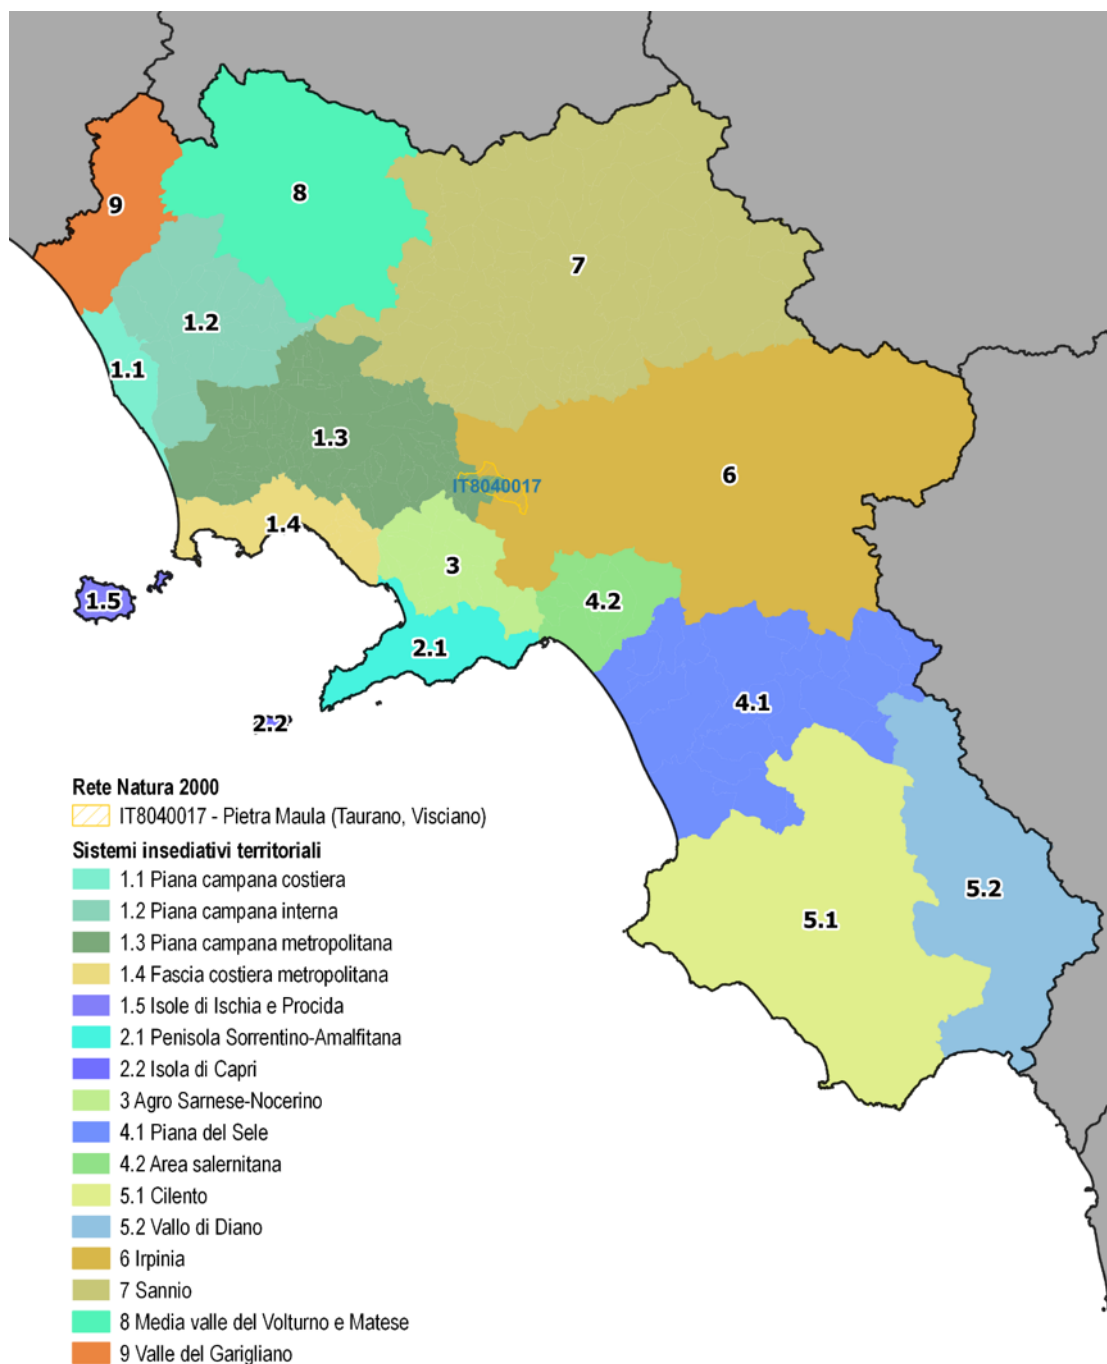 8
9
7
1.2
1.1
1.3
6
IT8040017
1.4
3
1.5
4.2
2.1
4.1
2.2
5.2
5.1
Rete Natura 2000
IT8040017 - Pietra Maula (Taurano, Visciano)
Sistemi insediativi territoriali
1.1 Piana campana costiera
1.2 Piana campana interna
1.3 Piana campana metropolitana
1.4 Fascia costiera metropolitana
1.5 Isole di Ischia e Procida
2.1 Penisola Sorrentino-Amalfitana
2.2 Isola di Capri
3 Agro Sarnese-Nocerino
4.1 Piana del Sele
4.2 Area salernitana
5.1 Cilento
5.2 Vallo di Diano
6 Irpinia
7 Sannio
8 Media valle del Volturno e Matese
9 Valle del Garigliano